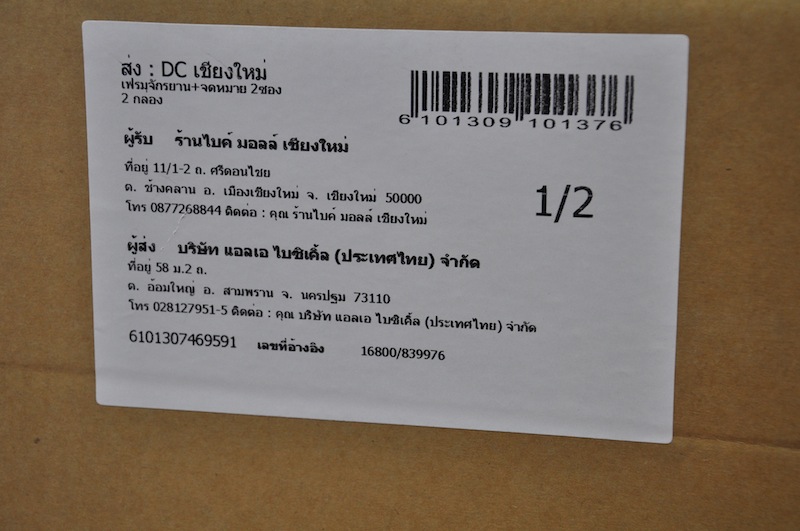 ส่ง : DC เชียงใหม่
เฟรมจักรยาน+จดหมาย 2ซอง
2 กล่อง
6 101309 101376
ผู้รับ ร้านไบค์ มอลล์ เชียงใหม่
ที่อยู่ 11/1-2 ถ. ศรีดอนไชย
ต. ช้างคลาน อ. เมืองเชียงใหม่ จ. เชียงใหม่ 50000
โทร 0877268844 ติดต่อ : คุณ ร้านไบค์ มอลล์ เชียงใหม่
1/2
ผู้ส่ง บริษัท แอลเอ ไบซิเคิ้ล (ประเทศไทย) จำกัด
ที่อยู่ 58 ม.2 ถ.
ต. อ้อมใหญ่ อ. สามพราน จ. นครปฐม 73110
โทร 028127951-5 ติดต่อ : คุณ บริษัท แอลเอ ไบซิเคิ้ล (ประเทศไทย) จำกัด
6101307469591 เลขที่อ้างอิง 16800/839976